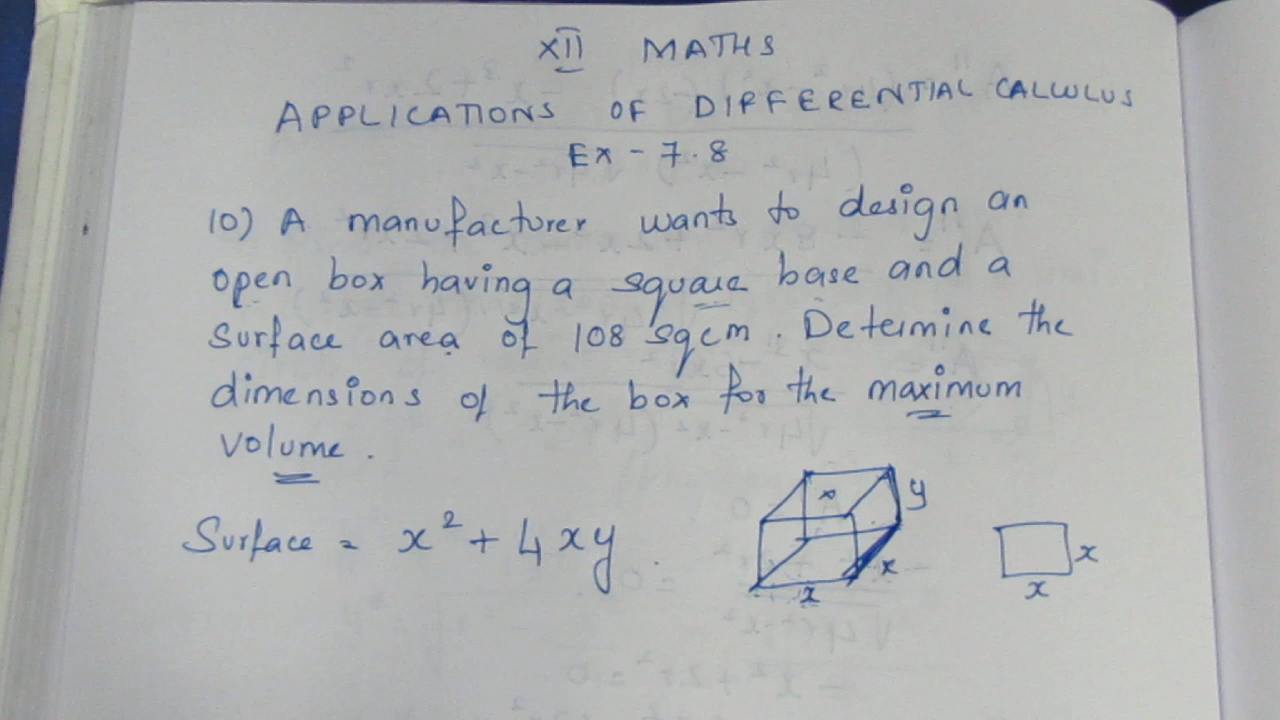 XII MATHS
APPLICATIONS OF DIFFERENTIAL CALCULUS
Ex - 7.8
10) A manufacturer wants to design an
open box having a square base and a
surface area of 108 sqcm. Determine the
dimensions of the box for the maximum
volume.
Surface = x² + 4xy
x
y
x
x
x
x